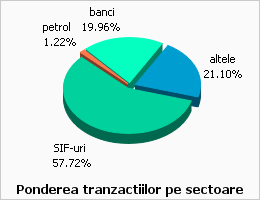 banci
19.96%
petrol
1.22%
altele
21.10%
SIF-uri
57.72%
Ponderea tranzactiilor pe sectoare